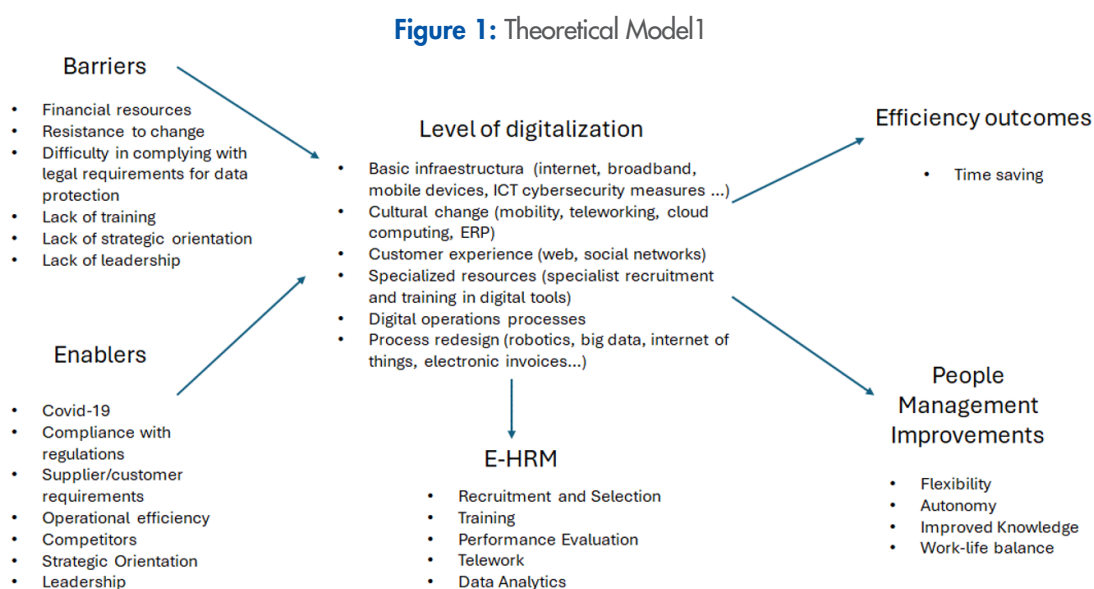 Figure 1: Theoretical Model1
Barriers
• Financial resources
• Resistance to change
• Difficulty in complying with
legal requirements for data
protection
• Lack of training
• Lack of strategic orientation
• Lack of leadership
Enablers
• Covid-19
• Compliance with
regulations
• Supplier/customer
requirements
• Operational efficiency
• Competitors
• Strategic Orientation
• Leadership
Level of digitalization
• Basic infraestructura (internet, broadband,
mobile devices, ICT cybersecurity measures ...)
• Cultural change (mobility, teleworking, cloud
computing, ERP)
• Customer experience (web, social networks)
• Specialized resources (specialist recruitment
and training in digital tools)
• Digital operations processes
• Process redesign (robotics, big data, internet of
things, electronic invoices...)
E-HRM
• Recruitment and Selection
• Training
• Performance Evaluation
• Telework
• Data Analytics
Efficiency outcomes
• Time saving
People
Management
Improvements
• Flexibility
• Autonomy
• Improved Knowledge
• Work-life balance